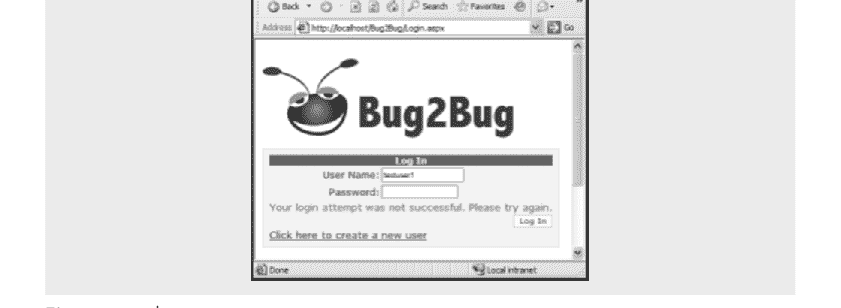 Back Search Favorites
Address http://localhost/Bug2Bug/Login.aspx Go
Bug2Bug
Log In
User Name: testuser1
Password:
Your login attempt was not successful. Please try again.
Log In
Click here to create a new user
Done Local intranet